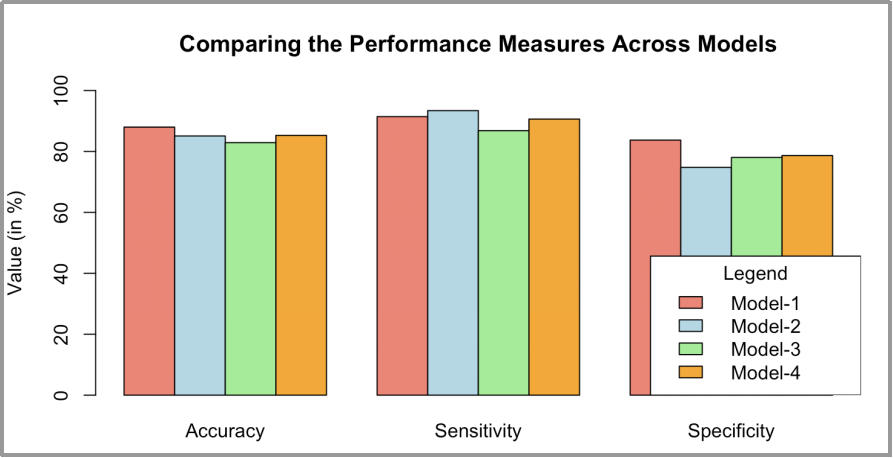 Comparing the Performance Measures Across Models
Value (in %)
100
80
60
40
20
0
Accuracy
Sensitivity
Specificity
Legend
Model-1
Model-2
Model-3
Model-4